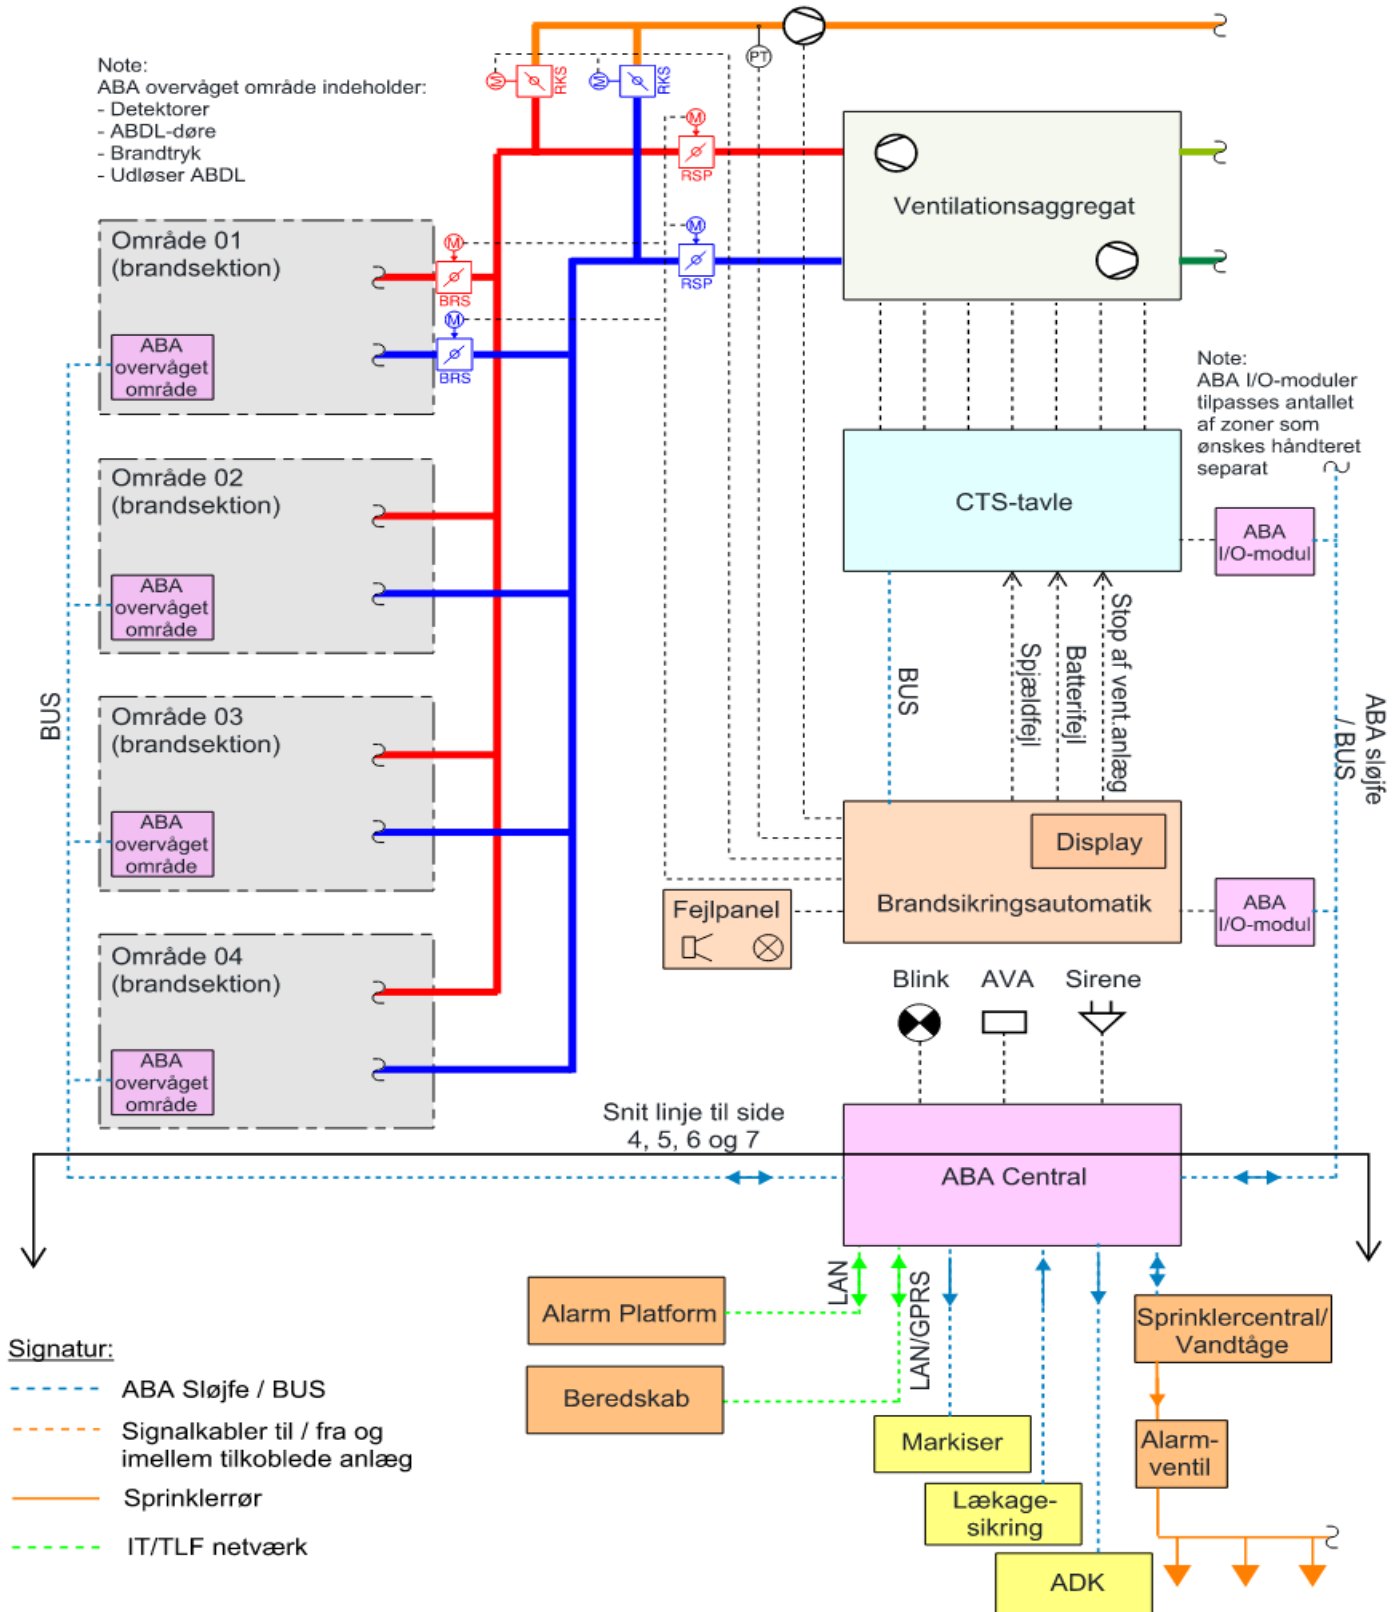 PT
M
RKS
M
RKS
Note:
ABA overvåget område indeholder:
- Detektorer
- ABDL-døre
- Brandtryk
- Udløser ABDL
M
RSP
Ventilationsaggregat
M
RSP
Område 01
(brandsektion)
M
BRS
M
BRS
ABA
overvåget
område
Note:
ABA I/O-moduler
tilpasses antallet
af zoner som
ønskes håndteret
separat
Område 02
(brandsektion)
ABA
overvåget
område
CTS-tavle
ABA
I/O-modul
BUS
Spjældfejl
Batterifejl
Stop af vent.anlæg
ABA sløjfe
/ BUS
BUS
Område 03
(brandsektion)
ABA
overvåget
område
Display
Brandsikringsautomatik
ABA
I/O-modul
Fejlpanel
Område 04
(brandsektion)
ABA
overvåget
område
Blink
AVA
Sirene
Snit linje til side
4, 5, 6 og 7
ABA Central
LAN
LAN/GPRS
Alarm Platform
Beredskab
Sprinklercentral/
Vandtåge
Markiser
Alarm-
ventil
Lækage-
sikring
ADK
Signatur:
ABA Sløjfe / BUS
Signalkabler til / fra og
imellem tilkoblede anlæg
Sprinklerrør
IT/TLF netværk